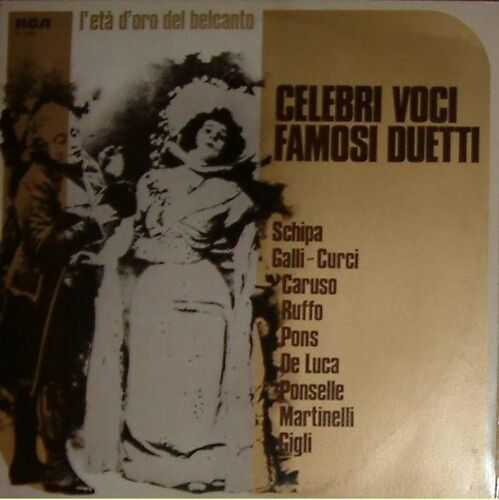 RCA
l'età d'oro del belcanto
CELEBRI VOCI
FAMOSI DUETTI
Schipa
Galli-Curci
Caruso
Ruffo
Pons
De Luca
Ponselle
Martinelli
Gigli